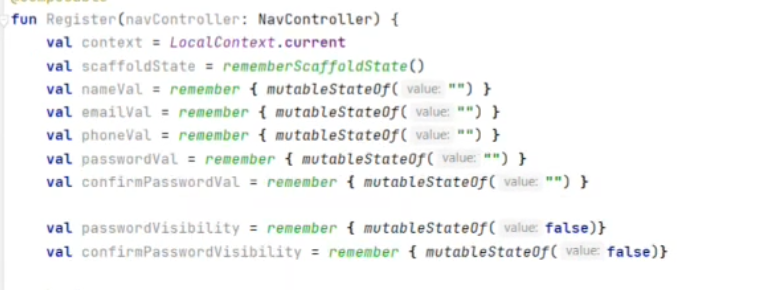 @Composable
fun Register(navController: NavController) {
val context = LocalContext.current
val scaffoldState = rememberScaffoldState()
val nameVal = remember { mutableStateOf( value: "") }
val emailVal = remember { mutableStateOf( value: "") }
val phoneVal = remember { mutableStateOf( value: "") }
val passwordVal = remember { mutableStateOf( value: "") }
val confirmPasswordVal = remember { mutableStateOf( value: "") }
val passwordVisibility = remember { mutableStateOf( value: false)}
val confirmPasswordVisibility = remember { mutableStateOf( value: false)}